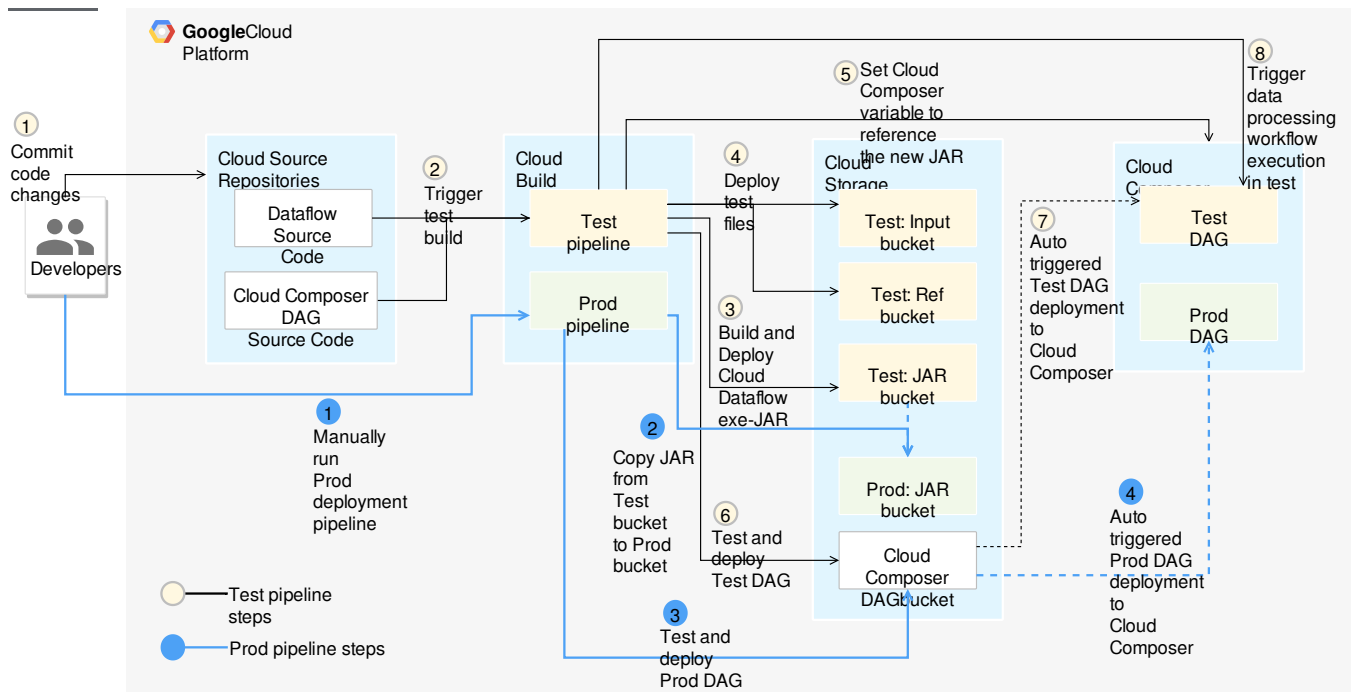 GoogleCloud
Platform
1
Commit
code
changes
Developers
Cloud Source
Repositories
Dataflow
Source
Code
Cloud Composer
DAG
Source Code
2
Trigger
test
build
Cloud
Build
Test
pipeline
Prod
pipeline
4
Deploy
test
files
3
Build and
Deploy
Cloud
Dataflow
exe-JAR
5
Set Cloud
Composer
variable to
reference
the new JAR
Cloud
Storage
Test: Input
bucket
Test: Ref
bucket
Test: JAR
bucket
Prod: JAR
bucket
Cloud
Composer
DAGbucket
6
Test and
deploy
Test DAG
7
Auto
triggered
Test DAG
deployment
to
Cloud
Composer
Cloud
Composer
Test
DAG
Prod
DAG
8
Trigger
data
processing
workflow
execution
in test
1
Manually
run
Prod
deployment
pipeline
2
Copy JAR
from
Test
bucket
to Prod
bucket
3
Test and
deploy
Prod DAG
4
Auto
triggered
Prod DAG
deployment
to
Cloud
Composer
Test pipeline
steps
Prod pipeline steps